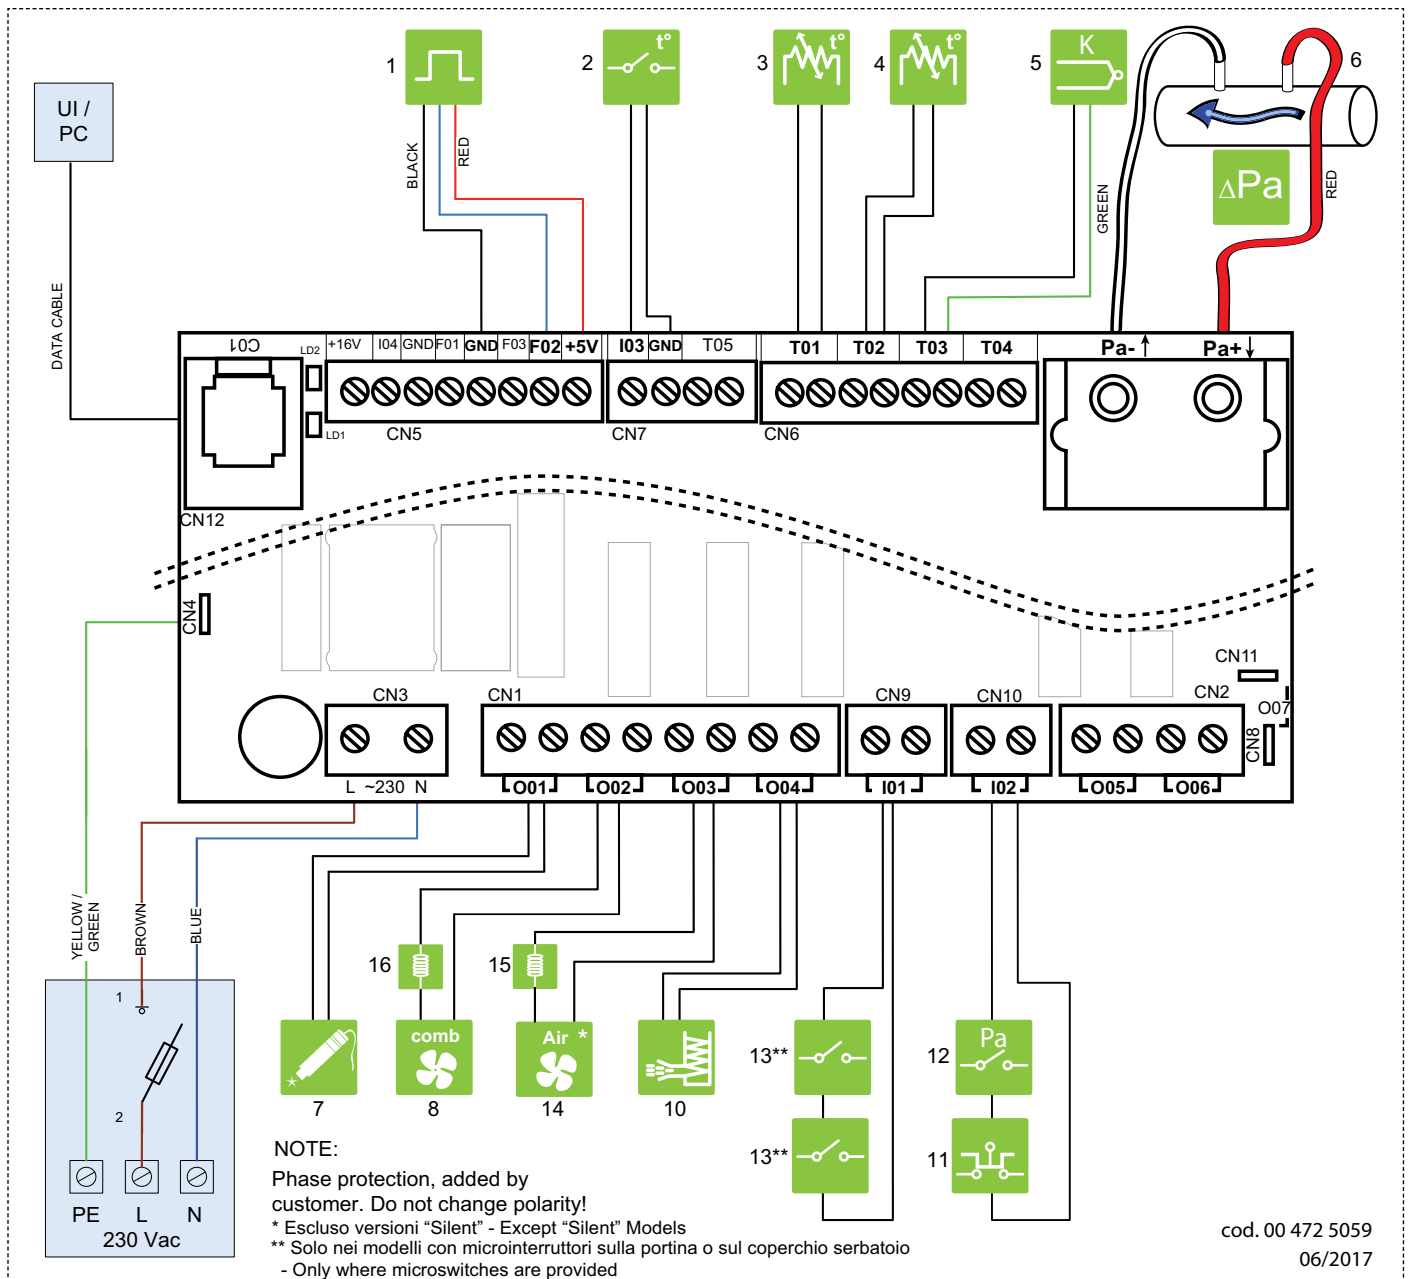 1
2
t°
3
t°
4
t°
5
K
6
UI /
PC
BLACK
RED
GREEN
ΔPa
RED
DATA CABLE
C01
LD2
+16V
I04
GND
F01
GND
F03
F02
+5V
I03
GND
T05
T01
T02
T03
T04
Pa-
Pa+
LD1
CN5
CN7
CN6
CN12
CN4
CN11
CN3
CN1
CN9
CN10
CN2
O07
CN8
L ~230 N
O01
O02
O03
O04
I01
I02
O05
O06
YELLOW /
GREEN
BROWN
BLUE
16
15
1
comb
Air *
13**
Pa
12
2
7
8
14
10
13**
11
NOTE:
Phase protection, added by
customer. Do not change polarity!
* Escluso versioni “Silent” - Except “Silent” Models
** Solo nei modelli con microinterruttori sulla portina o sul coperchio serbatoio
- Only where microswitches are provided
PE L N
230 Vac
cod. 00 472 5059
06/2017